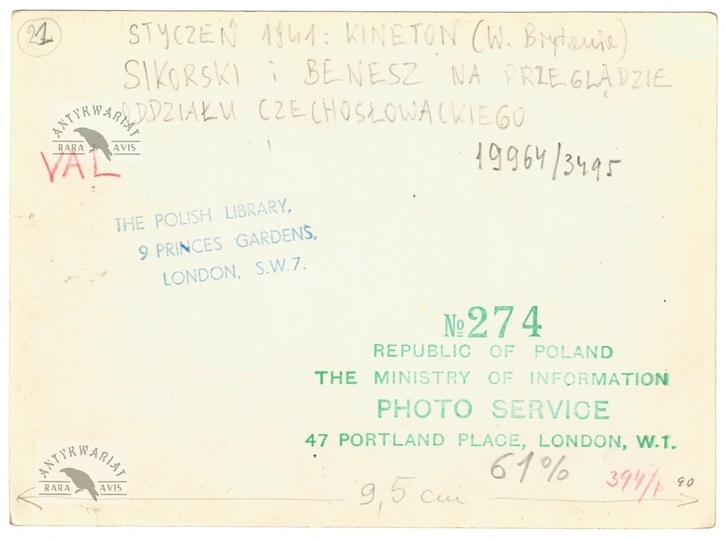 21
STYCZEŃ 1941: KINETON (W. Brytania)
SIKORSKI i BENESZ NA PRZEGLĄDZIE
ODDZIAŁU CZECHOSŁOWACKIEGO
ANTYKWARIAT
RARA AVIS
VAL
19964/3495
THE POLISH LIBRARY,
9 PRINCES GARDENS,
LONDON, S.W.7.
№ 274
REPUBLIC OF POLAND
THE MINISTRY OF INFORMATION
PHOTO SERVICE
47 PORTLAND PLACE, LONDON, W.1.
61%
394/p 90
9,5 cm
ANTYKWARIAT
RARA AVIS